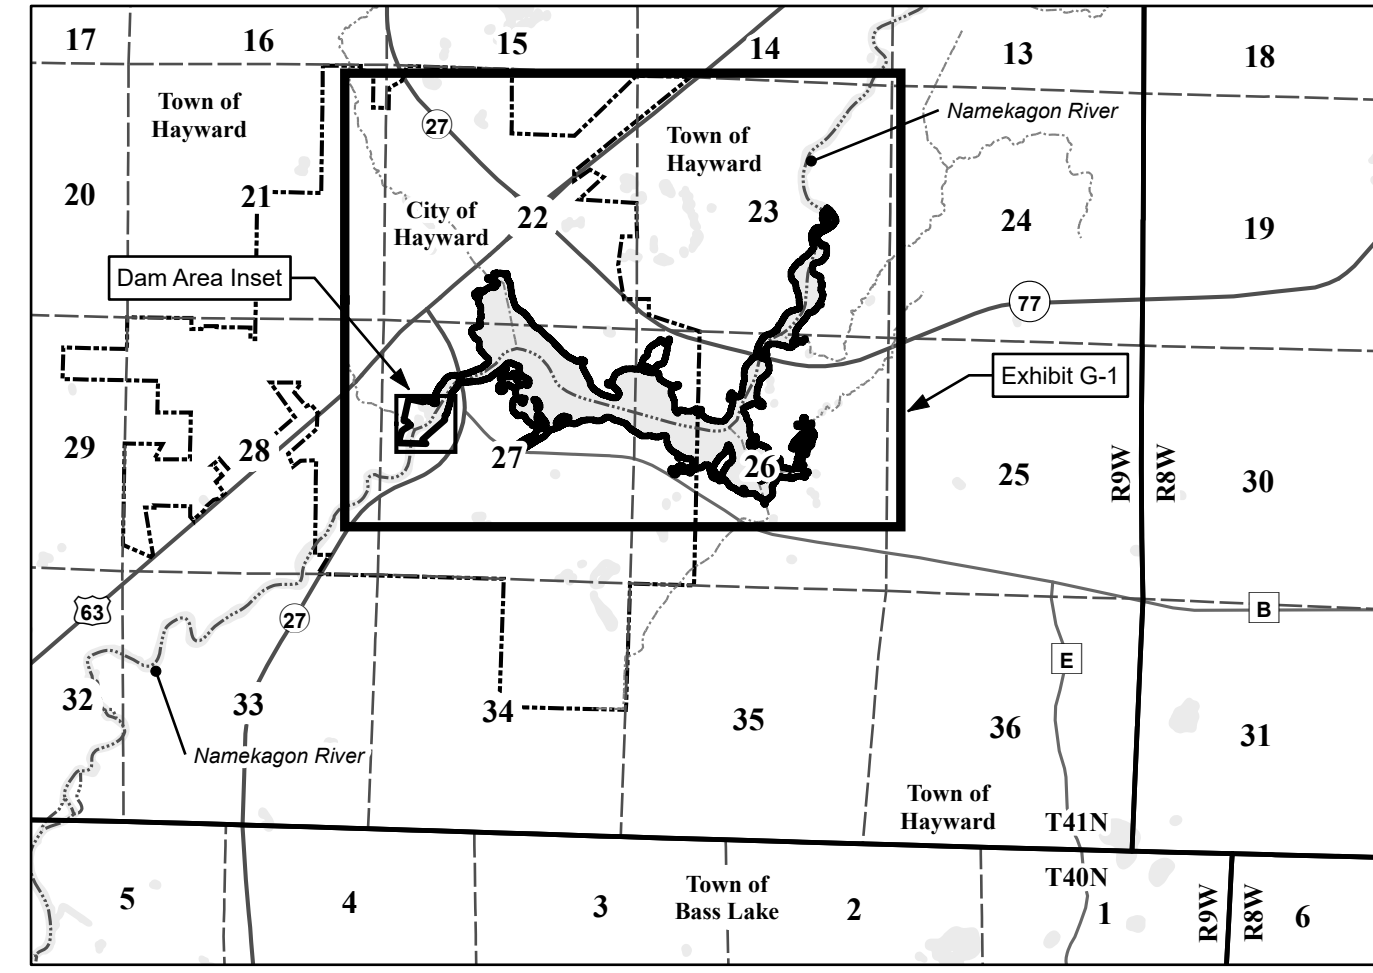 17
16
15
14
13
18
Town of
Hayward
27
Town of
Hayward
Namekagon River
20
21
City of
Hayward
22
23
24
19
Dam Area Inset
77
Exhibit G-1
29
28
27
26
25
R9W
R8W
30
63
27
B
E
32
33
34
35
36
31
Namekagon River
Town of
Hayward
T41N
T40N
5
4
3
Town of
Bass Lake
2
1
R9W
R8W
6